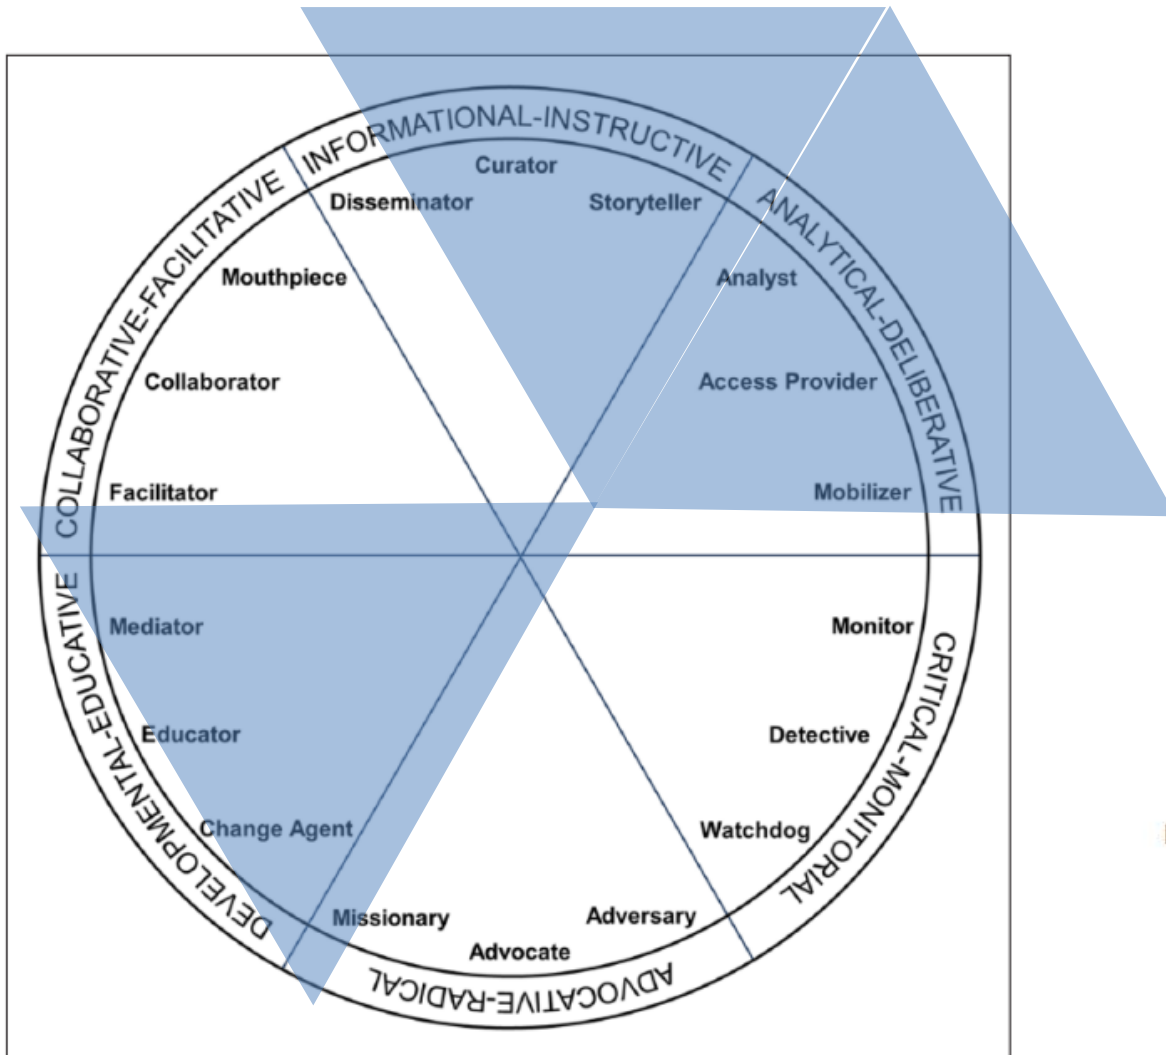 INFORMATIONAL-INSTRUCTIVE
ANALYTICAL-DELIBERATIVE
CRITICAL-MONITORIAL
ADVOCATIVE-RADICAL
DEVELOPMENTAL-EDUCATIVE
COLLABORATIVE-FACILITATIVE
Curator
Disseminator
Storyteller
Mouthpiece
Analyst
Collaborator
Access Provider
Facilitator
Mobilizer
Mediator
Monitor
Educator
Detective
Change Agent
Watchdog
Missionary
Adversary
Advocate